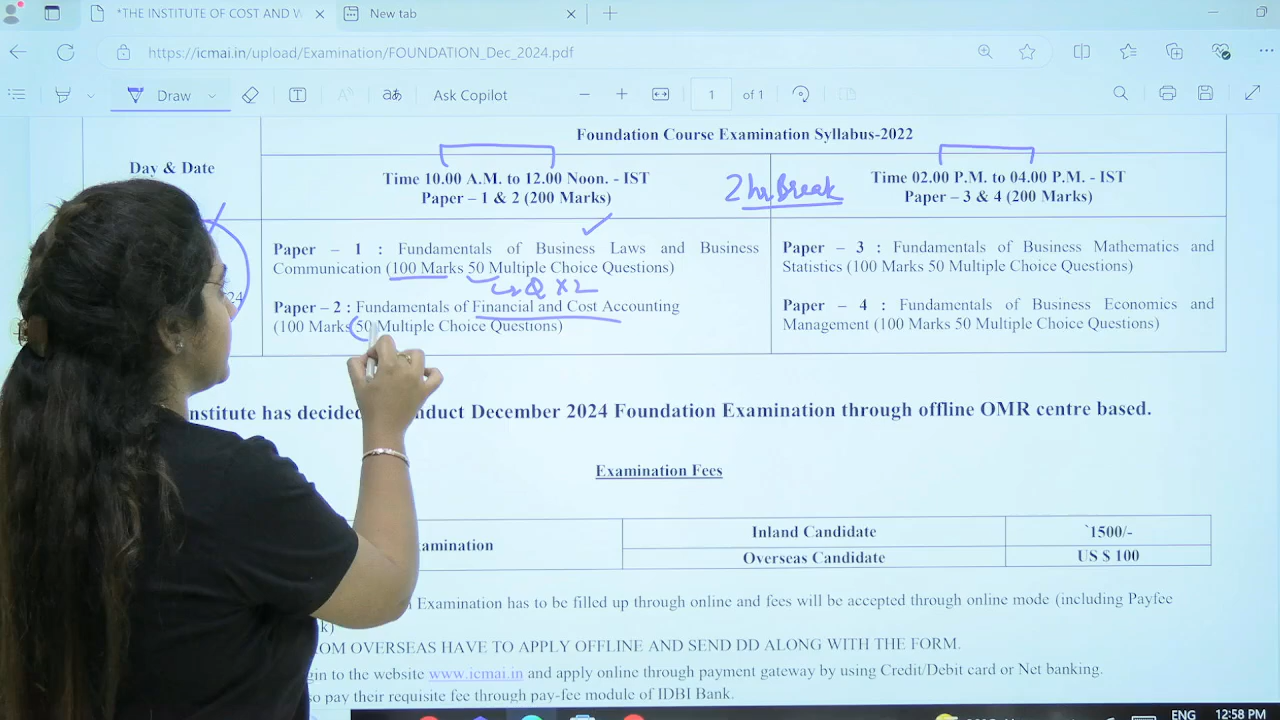 *THE INSTITUTE OF COST AND W
New tab
https://icmai.in/upload/Examination/FOUNDATION_Dec_2024.pdf
Draw
aあ
Ask Copilot
1
of 1
Foundation Course Examination Syllabus-2022
Day & Date
Time 10.00 A.M. to 12.00 Noon. - IST
Paper – 1 & 2 (200 Marks)
2 hr Break
Time 02.00 P.M. to 04.00 P.M. - IST
Paper – 3 & 4 (200 Marks)
Paper – 1 : Fundamentals of Business Laws and Business
Communication (100 Marks 50 Multiple Choice Questions)
Q x 2
Paper – 2 : Fundamentals of Financial and Cost Accounting
(100 Marks 50 Multiple Choice Questions)
Paper – 3 : Fundamentals of Business Mathematics and
Statistics (100 Marks 50 Multiple Choice Questions)
Paper – 4 : Fundamentals of Business Economics and
Management (100 Marks 50 Multiple Choice Questions)
24
nstitute has decided nduct December 2024 Foundation Examination through offline OMR centre based.
Examination Fees
amination
Inland Candidate
`1500/-
Overseas Candidate
US $ 100
Examination has to be filled up through online and fees will be accepted through online mode (including Payfee
k)
OM OVERSEAS HAVE TO APPLY OFFLINE AND SEND DD ALONG WITH THE FORM.
gin to the website www.icmai.in and apply online through payment gateway by using Credit/Debit card or Net banking.
so pay their requisite fee through pay-fee module of IDBI Bank.
ENG
12:58 PM